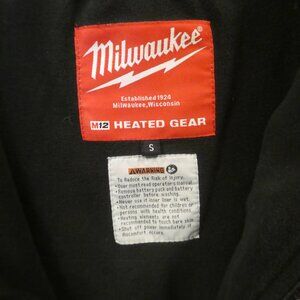 Milwaukee
Established 1924
Milwaukee, Wisconsin
M12 HEATED GEAR
S
WARNING
To Reduce the Risk of injury.
•User must read operators manual.
•Remove battery pack and battery
controller before washing.
•Never use if inner liner is wet.
•Not recommended for children or
persons. with health conditions
•Heating elements are not
recommended to touch bare skin.
•Shut off power immediately if
discomfort occurs.